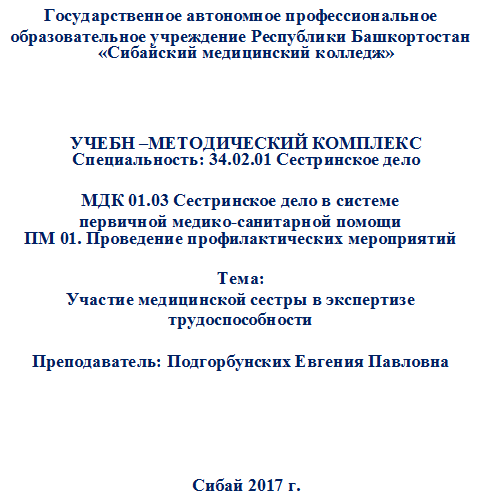 Государственное автономное профессиональное
образовательное учреждение Республики Башкортостан
«Сибайский медицинский колледж»
УЧЕБН –МЕТОДИЧЕСКИЙ КОМПЛЕКС
Специальность: 34.02.01 Сестринское дело
МДК 01.03 Сестринское дело в системе
первичной медико-санитарной помощи
ПМ 01. Проведение профилактических мероприятий
Тема:
Участие медицинской сестры в экспертизе
трудоспособности
Преподаватель: Подгорбунских Евгения Павловна
Сибай 2017 г.